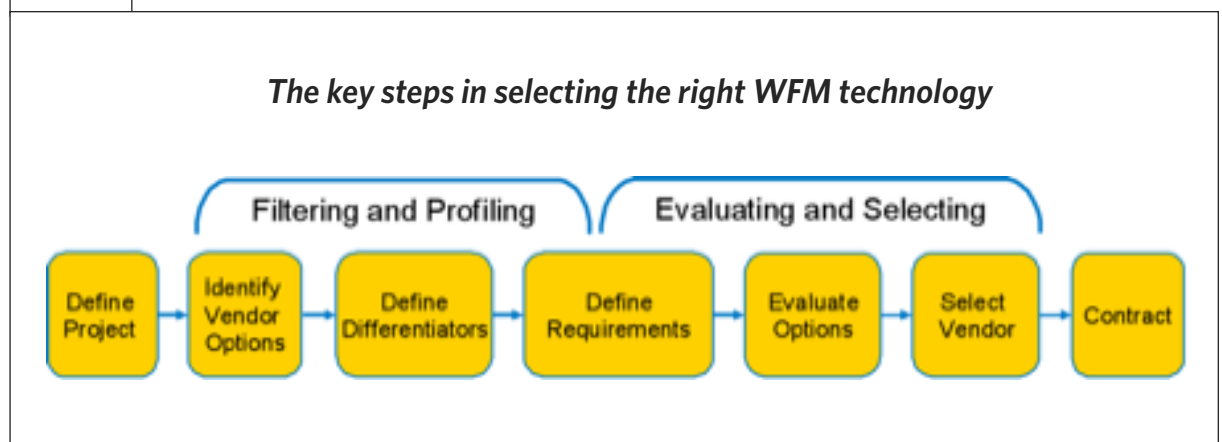 The key steps in selecting the right WFM technology
Filtering and Profiling
Evaluating and Selecting
Define
Project
Identify
Vendor
Options
Define
Differentiators
Define
Requirements
Evaluate
Options
Select
Vendor
Contract